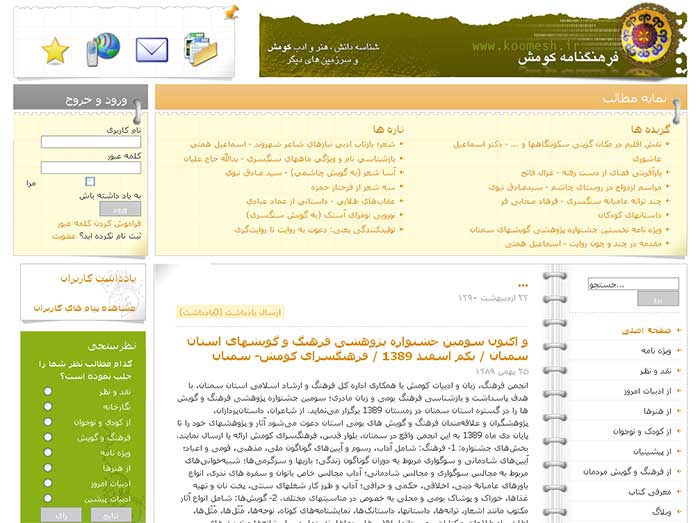 www.koomesh.ir
فرهنگنامه کومش
شناسه دانش، هنر و ادب کومش
و سرزمین های دیگر
نمایه مطالب
گزیده ها
نقش اقلیم در مکان گزینی سکونتگاهها و ... - دکتر اسماعیل
عاشوری
بازآفرینی فضای از دست رفته - غزال فاتح
مراسم ازدواج در روستای چاشم - سیدصادق نبوی
چند ترانه عامیانه سنگسری - فرهاد صحابی فر
داستانهای کودکان
ویژه نامه نخستین جشنواره پژوهشی گویشهای سمنان
مقدمه در چند و چون روایت - اسماعیل همتی
تازه ها
شعر؛ بازتاب ادبی نیازهای شاعر شهروند - اسماعیل همتی
بازشناسی نام و ویژگی ماههای سنگسری - یدالله حاج علیان
آسا شعر (به گویش چاشمی) - سید صادق نبوی
سه شعر از فرحناز حمزه
عقاب‌های طلایی - داستانی از عماد عبادی
نوروبی نومزای آستک (به گویش سنگسری)
تولیدکنندگی یعنی: دعوت به روایت تا روایت‌گری
ورود و خروج
نام کاربری
کلمه عبور
مرا
به یاد داشته باش
ورود
فراموش کردن کلمه عبور
ثبت نام نکرده اید؟ عضویت
جستجو...
برو
صفحه اصلی
ویژه نامه
نقد و نظر
از ادبیات امروز
از هنرها
از کودک و نوجوان
از پیشینیان
از فرهنگ و گویش مردمان
معرفی کتاب
وبلاگ
...
۲۲ اردیبهشت ۱۳۹۰
ارسال یادداشت (0یادداشت)
و اکنون سومین جشنواره پژوهشی فرهنگ و گویشهای استان
سمنان / یکم اسفند 1389 / فرهنگسرای کومش- سمنان
۲۵ بهمن ۱۳۸۹
انجمن فرهنگ، زبان و ادبیات کومش با همکاری اداره کل فرهنگ و ارشاد اسلامی استان سمنان، با
هدف پاسداشت و بازشناسی فرهنگ بومی و زبان مادری؛ سومین جشنواره پژوهشی فرهنگ و گویش
ها را در گستره استان سمنان در زمستان 1389 برگزار می‌نماید. از شاعران، داستان‌پردازان،
پژوهشگران و علاقه‌مندان فرهنگ و گویش های بومی استان دعوت می‌شود آثار و پژوهشهای خود را تا
پایان دی ماه 1389 به این انجمن واقع در سمنان، بلوار قدس، فرهنگسرای کومش ارائه یا ارسال نمایند.
بخش‌های جشنواره: 1- فرهنگ: شامل آداب، رسوم و آیین‌های گوناگون ملی، مذهبی، قومی و اعیاد؛
آیین‌های شادمانی و سوگواری مربوط به دوران گوناگون زندگی؛ بازیها و سرگرمی‌ها؛ شبیه‌خوانی‌های
مربوط به مجالس سوگواری و مجالس شادمانی؛ آداب مجالس خاص بانوان و سفره های نذری، انواع
باورهای عامیانه دینی، اخلاقی، حکمی و خرافی؛ آداب و طرز کار شغلهای سنتی، پخت نان و تهیه
غذاها، خوراک و پوشاک بومی و محلی به خصوص در مناسبتهای مختلف. 2- گویش‌ها: شامل انواع آثار
مکتوب مانند اشعار، ترانه‌ها، داستانها، داستانک‌ها، نمایشنامه‌های کوتاه، نوحه‌ها، مثل‌ها، مَثَل‌ها،
یادداشت کاربران
مشاهده پیام های کاربران
نظرسنجی
کدام مطالب نظر شما را
جلب نموده است؟
نقد و نظر
نگارخانه
از کودک و نوجوان
فرهنگ و گویش
ویژه نامه
از هنرها
ادبیات امروز
ادبیات پیشین
رای
نتایج